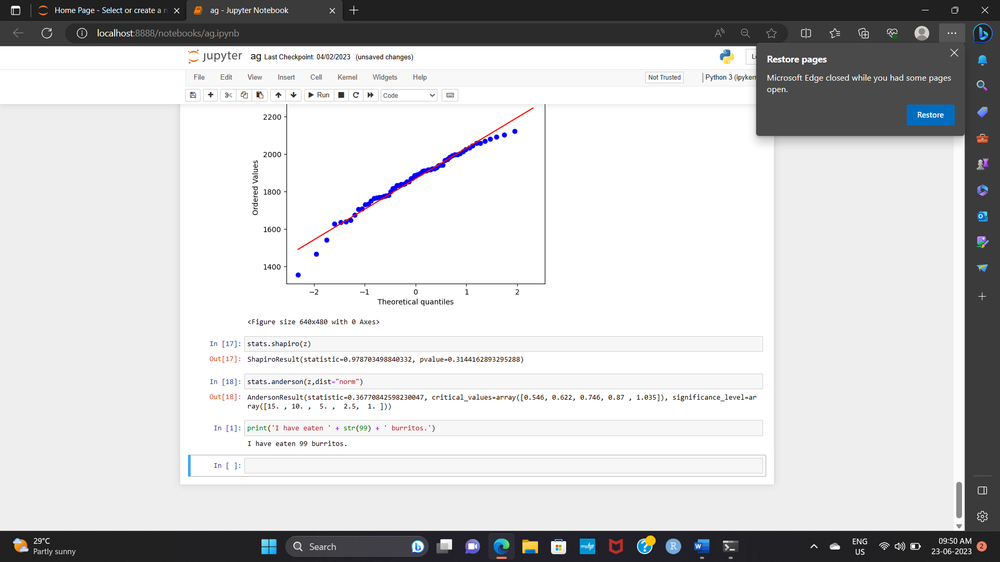 Home Page - Select or create a n
ag - Jupyter Notebook
localhost:8888/notebooks/ag.ipynb
jupyter ag Last Checkpoint: 04/02/2023 (unsaved changes)
Restore pages
Microsoft Edge closed while you had some pages
open.
Restore
File Edit View Insert Cell Kernel Widgets Help
Not Trusted
Python 3 (ipykern
Run
Code
2200
2000
1800
1600
1400
Ordered Values
−2 −1 0 1 2
Theoretical quantiles
<Figure size 640x480 with 0 Axes>
In [17]: stats.shapiro(z)
Out[17]: ShapiroResult(statistic=0.978703498840332, pvalue=0.3144162893295288)
In [18]: stats.anderson(z,dist="norm")
Out[18]: AndersonResult(statistic=0.36770842598230047, critical_values=array([0.546, 0.622, 0.746, 0.87 , 1.035]), significance_level=ar
ray([15. , 10. ,  5. ,  2.5,  1. ]))
In [1]: print('I have eaten ' + str(99) + ' burritos.')
I have eaten 99 burritos.
In [ ]:
29°C
Partly sunny
Search
myhp
R
W
ENG
US
09:50 AM
23-06-2023
2